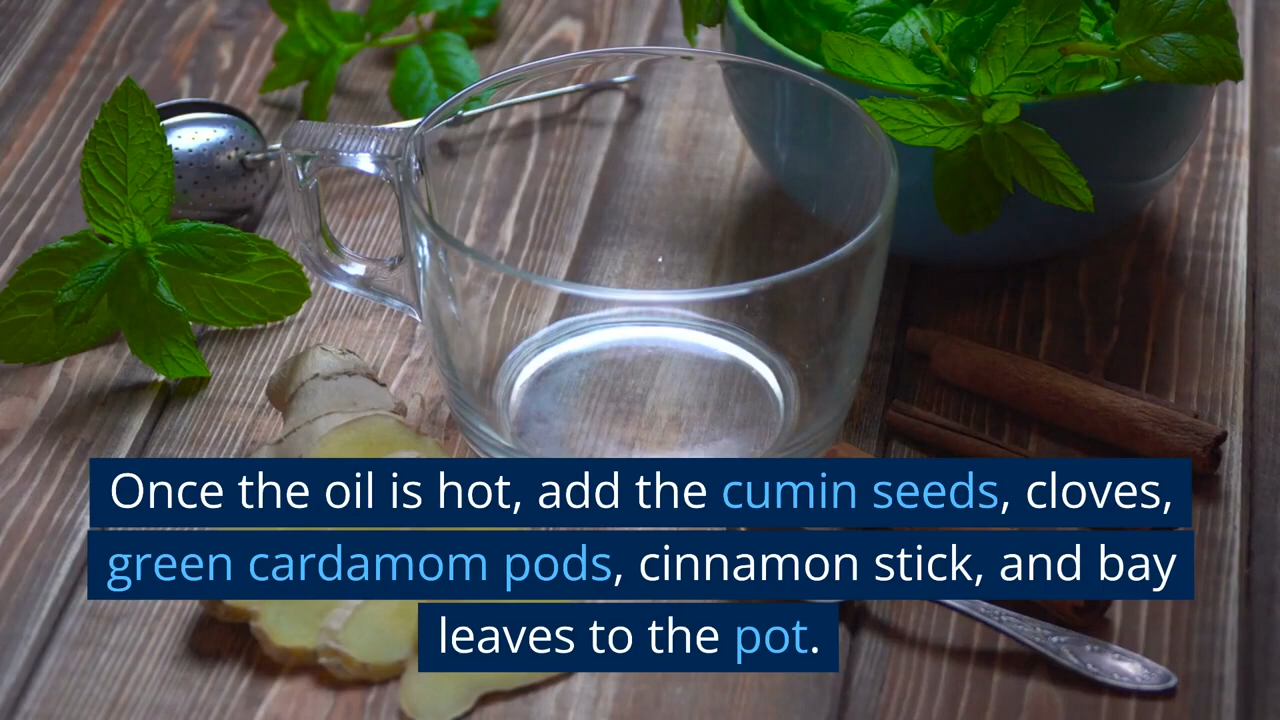 Once the oil is hot, add the cumin seeds, cloves,
green cardamom pods, cinnamon stick, and bay
leaves to the pot.